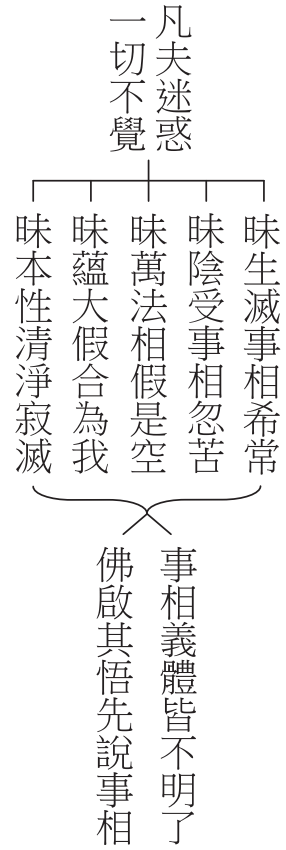 凡夫迷惑
一切不覺
昧生滅事相希常
昧陰受事相忽苦
昧萬法相假是空
昧蘊大假合為我
昧本性清淨寂滅
事相義體皆不明了
佛啟其悟先說事相